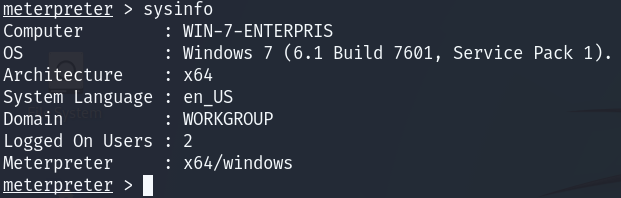 meterpreter > sysinfo
Computer        : WIN-7-ENTERPRIS
OS              : Windows 7 (6.1 Build 7601, Service Pack 1).
Architecture    : x64
System Language : en_US
Domain          : WORKGROUP
Logged On Users : 2
Meterpreter     : x64/windows
meterpreter >